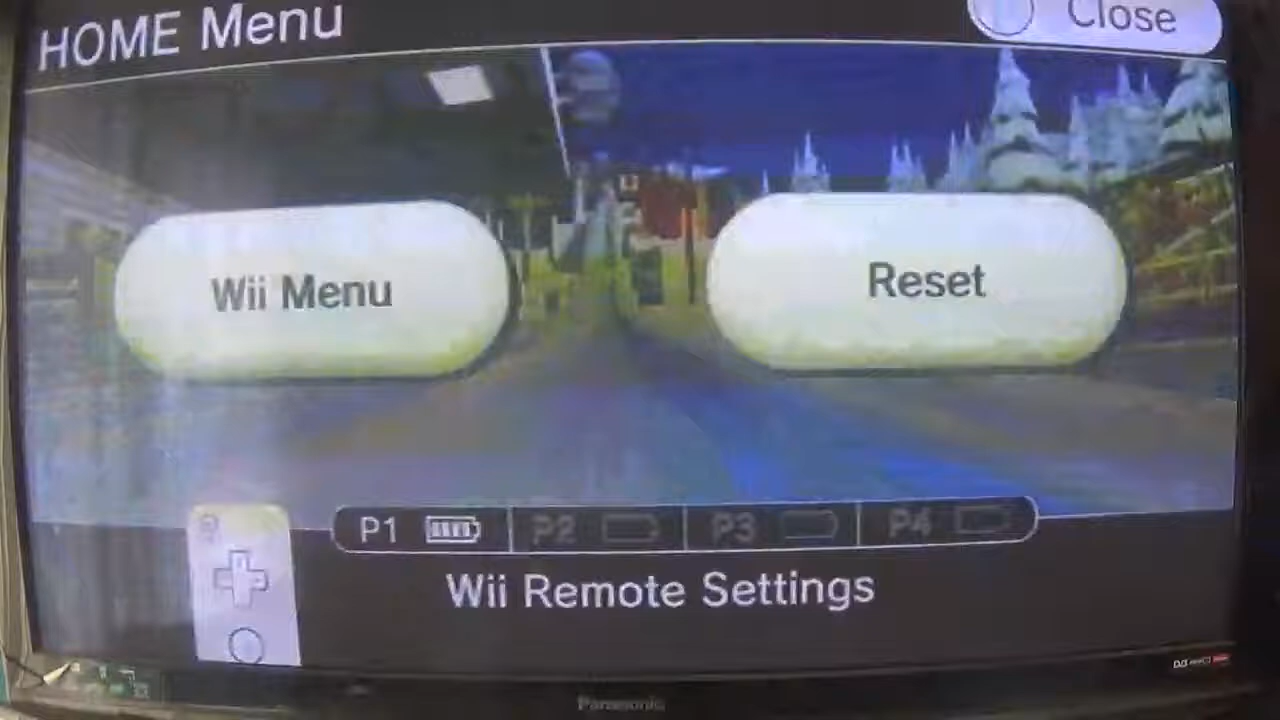 HOME Menu
Close
Wii Menu
Reset
P1 P2 P3 P4
Wii Remote Settings
Panasonic